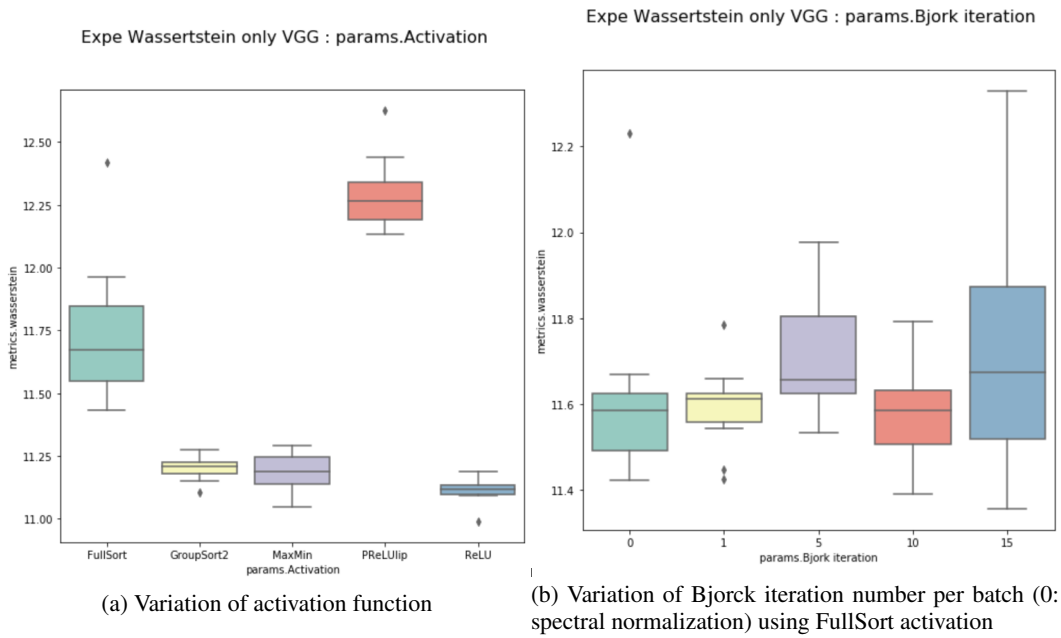 Expe Wassertstein only VGG : params.Activation
metrics.wasserstein
12.50
12.25
12.00
11.75
11.50
11.25
11.00
FullSort GroupSort2 MaxMin PReLUlip ReLU
params.Activation
(a) Variation of activation function
Expe Wassertstein only VGG : params.Bjork iteration
metrics.wasserstein
12.2
12.0
11.8
11.6
11.4
0 1 5 10 15
params.Bjork iteration
(b) Variation of Bjorck iteration number per batch (0:
spectral normalization) using FullSort activation